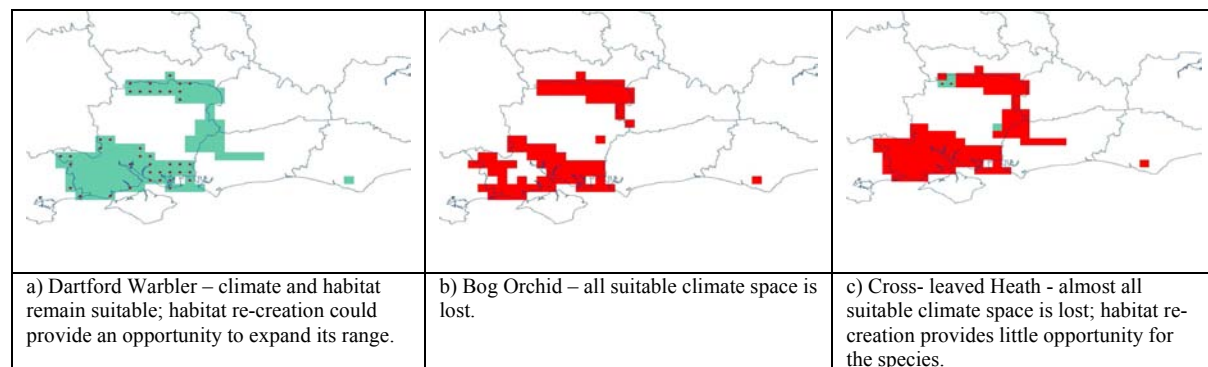 a) Dartford Warbler – climate and habitat
remain suitable; habitat re-creation could
provide an opportunity to expand its range.
b) Bog Orchid – all suitable climate space is
lost.
c) Cross- leaved Heath - almost all
suitable climate space is lost; habitat re-
creation provides little opportunity for
the species.